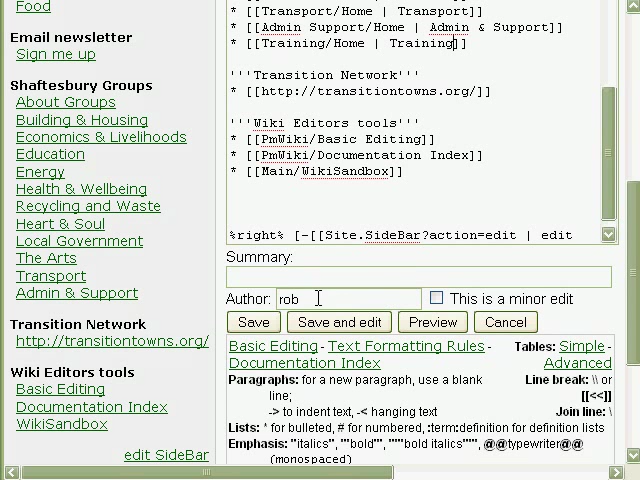 Food
Email newsletter
Sign me up
Shaftesbury Groups
About Groups
Building & Housing
Economics & Livelihoods
Education
Energy
Health & Wellbeing
Recycling and Waste
Heart & Soul
Local Government
The Arts
Transport
Admin & Support
Transition Network
http://transitiontowns.org/
Wiki Editors tools
Basic Editing
Documentation Index
WikiSandbox
edit SideBar
* [[Transport/Home | Transport]]
* [[Admin Support/Home | Admin & Support]]
* [[Training/Home | Training]]
'''Transition Network'''
* [[http://transitiontowns.org/]]
'''Wiki Editors tools'''
* [[PmWiki/Basic Editing]]
* [[PmWiki/Documentation Index]]
* [[Main/WikiSandbox]]
%right% [-[[Site.SideBar?action=edit | edit
Summary:
Author: rob This is a minor edit
Save Save and edit Preview Cancel
Basic Editing - Text Formatting Rules - Documentation Index
Tables: Simple - Advanced
Paragraphs: for a new paragraph, use a blank line;
Line break: \\ or [[<<]]
-> to indent text, -< hanging text
Join line: \
Lists: * for bulleted, # for numbered, :term:definition for definition lists
Emphasis: ''italics'', '''bold''', '''''bold italics''''', @@typewriter@@
(monospaced)